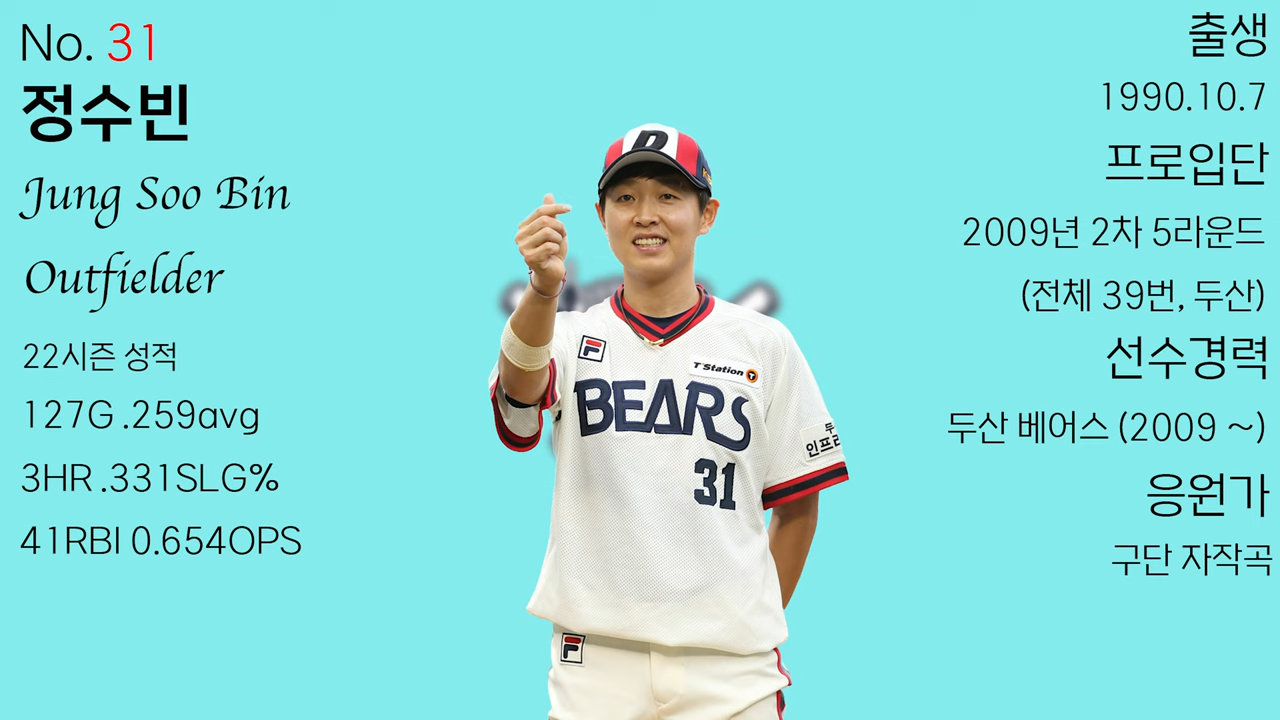 No. 31
정수빈
Jung Soo Bin
Outfielder
22시즌 성적
127G .259avg
3HR .331SLG%
41RBI 0.654OPS
출생
1990.10.7
프로입단
2009년 2차 5라운드
(전체 39번, 두산)
선수경력
두산 베어스 (2009 ~)
응원가
구단 자작곡
T'Station T
BEARS
31